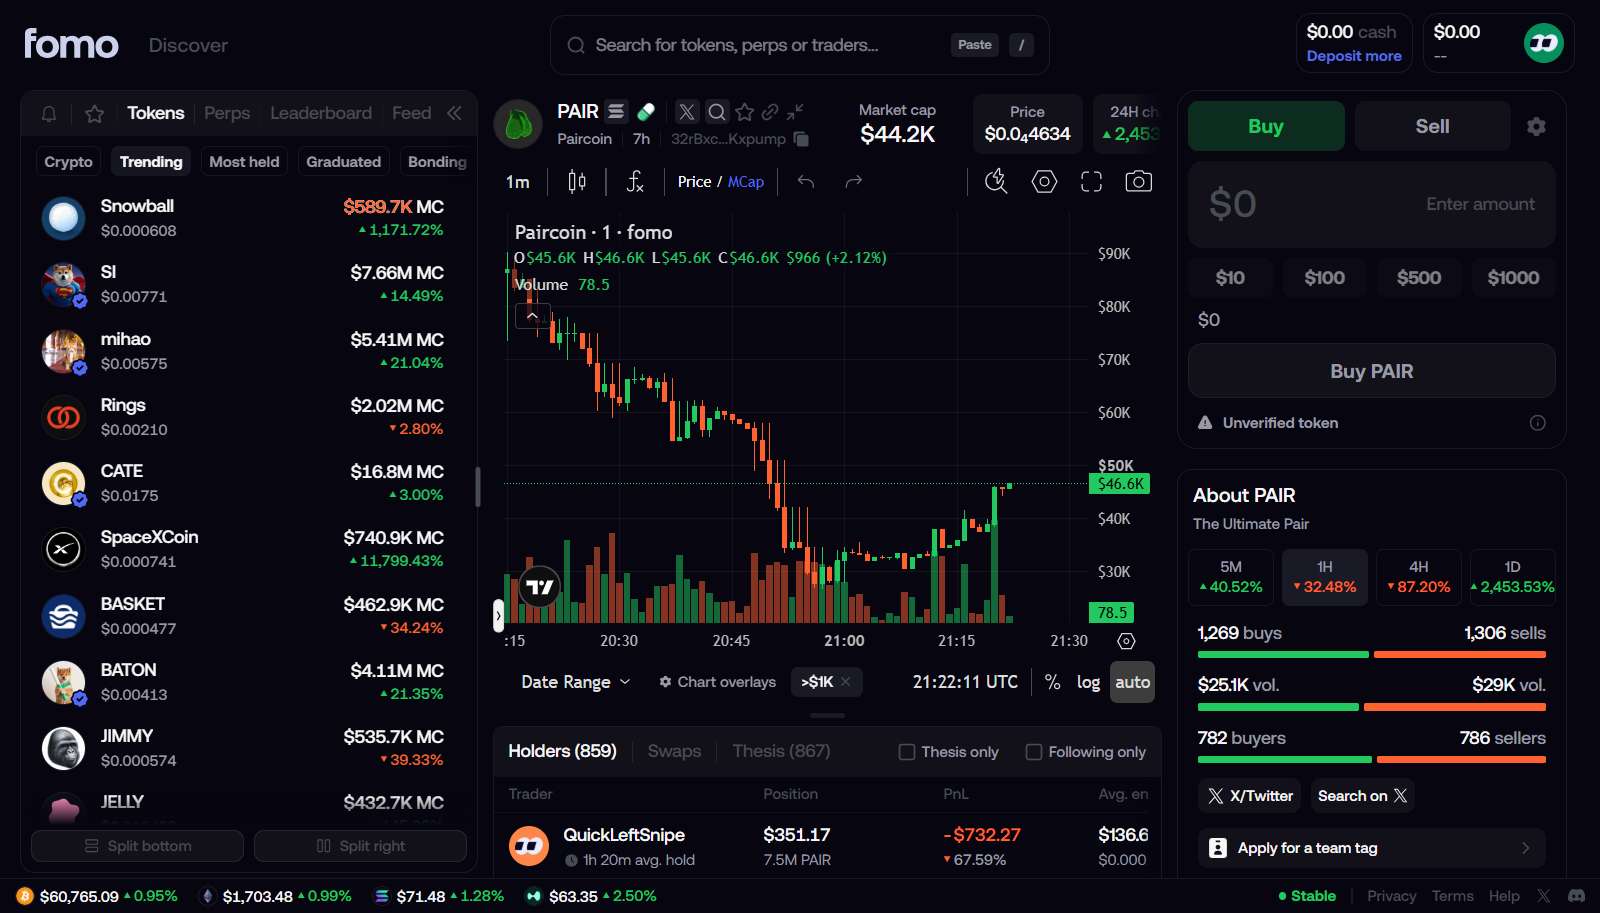 fomo
Discover
Search for tokens, perps or traders...
Paste
/
$0.00 cash
Deposit more
$0.00
--
Tokens
Perps
Leaderboard
Feed
Crypto
Trending
Most held
Graduated
Bonding
Snowball
$589.7K MC
$0.000608
1,171.72%
SI
$7.66M MC
$0.00771
14.49%
mihao
$5.41M MC
$0.00575
21.04%
Rings
$2.02M MC
$0.00210
2.80%
CATE
$16.8M MC
$0.0175
3.00%
SpaceXCoin
$740.9K MC
$0.000741
11,799.43%
BASKET
$462.9K MC
$0.000477
34.24%
BATON
$4.11M MC
$0.00413
21.35%
JIMMY
$535.7K MC
$0.000574
39.33%
JELLY
$432.7K MC
Split bottom
Split right
PAIR
Paircoin
7h
32rBxc...Kxpump
Market cap
$44.2K
Price
$0.0₄4634
24H ch
2,453
1m
Price / MCap
Paircoin · 1 · fomo
O$45.6K H$46.6K L$45.6K C$46.6K $966 (+2.12%)
Volume 78.5
$90K
$80K
$70K
$60K
$50K
$46.6K
$40K
$30K
78.5
:15
20:30
20:45
21:00
21:15
21:30
Date Range
Chart overlays
>$1K
21:22:11 UTC
%
log
auto
Holders (859)
Swaps
Thesis (867)
Thesis only
Following only
Trader
Position
PnL
Avg. en
QuickLeftSnipe
$351.17
-$732.27
$136.6
1h 20m avg. hold
7.5M PAIR
67.59%
$0.000
Buy
Sell
$0
Enter amount
$10
$100
$500
$1000
$0
Buy PAIR
Unverified token
About PAIR
The Ultimate Pair
5M
40.52%
1H
32.48%
4H
87.20%
1D
2,453.53%
1,269 buys
1,306 sells
$25.1K vol.
$29K vol.
782 buyers
786 sellers
X/Twitter
Search on X
Apply for a team tag
$60,765.09 0.95%
$1,703.48 0.99%
$71.48 1.28%
$63.35 2.50%
Stable
Privacy
Terms
Help